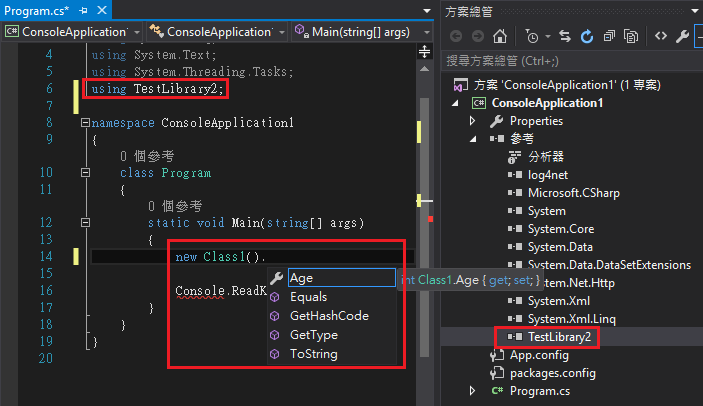 Program.cs*
ConsoleApplication
ConsoleApplication
Main(string[] args)
4 using System.Text;
5 using System.Threading.Tasks;
6 using TestLibrary2;
7
8 namespace ConsoleApplication1
9 {
0 個參考
10 class Program
11 {
0 個參考
12 static void Main(string[] args)
13 {
14 new Class1().
15
16 Console.ReadK
17 }
18 }
19 }
20
Age
Equals
GetHashCode
GetType
ToString
int Class1.Age { get; set; }
方案總管
搜尋方案總管 (Ctrl+;)
方案 'ConsoleApplication1' (1 專案)
C# ConsoleApplication1
Properties
參考
分析器
log4net
Microsoft.CSharp
System
System.Core
System.Data
System.Data.DataSetExtensions
System.Net.Http
System.Xml
System.Xml.Linq
TestLibrary2
App.config
packages.config
C# Program.cs